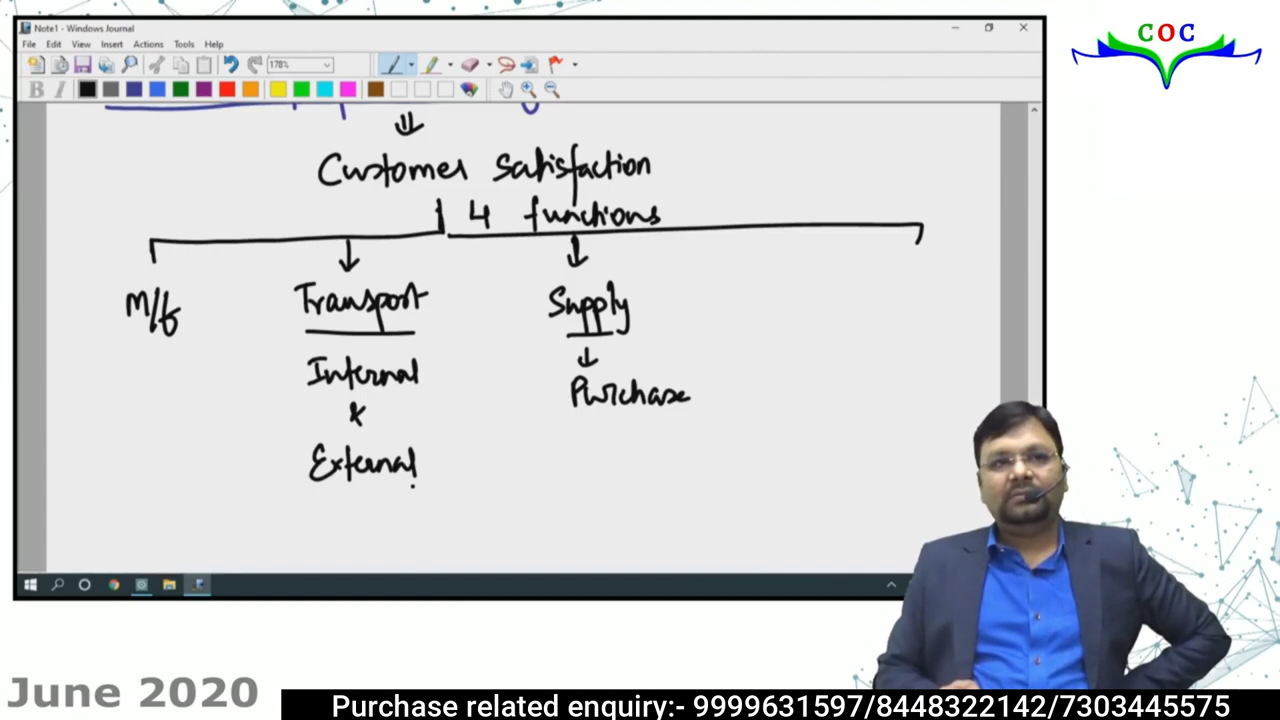 Note1 - Windows Journal
File Edit View Insert Actions Tools Help
178%
B I
COC
Customer Satisfaction
4 functions
M/f Transport Supply
Internal Purchase
&
External
June 2020
Purchase related enquiry:- 9999631597/8448322142/7303445575